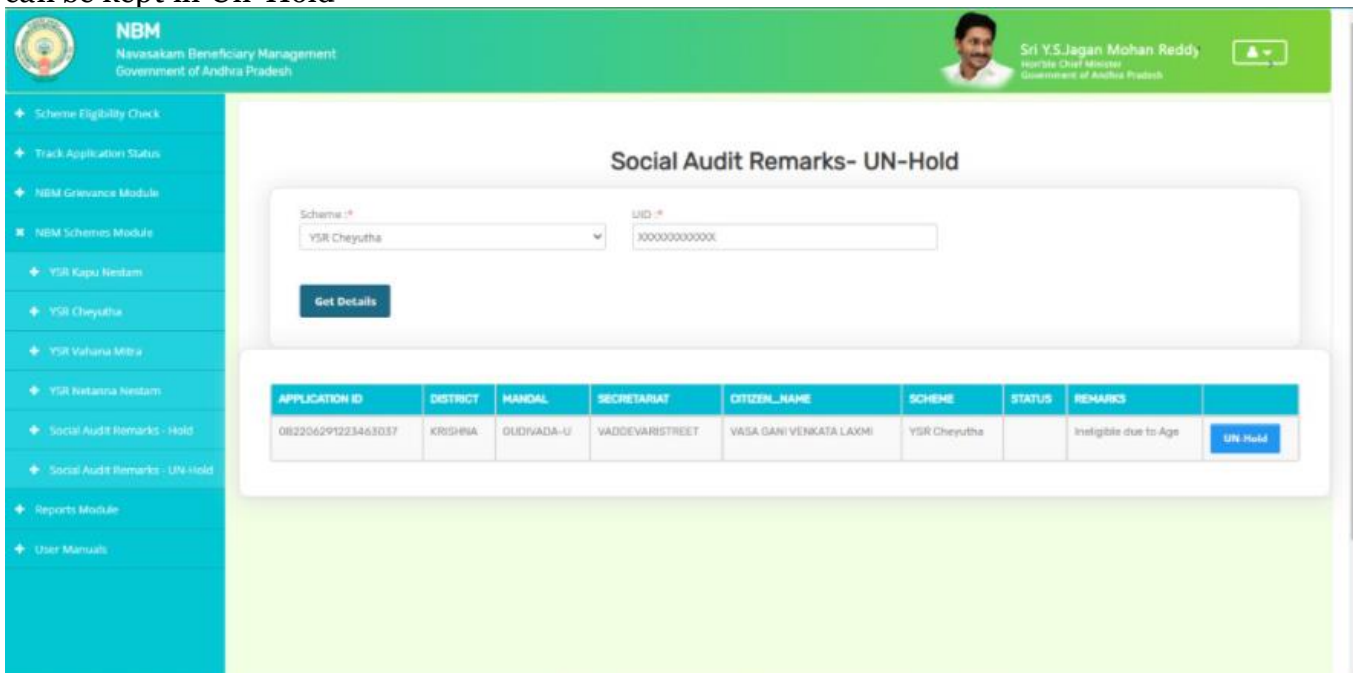 can be kept in Un-Hold
NBM
Navasakam Beneficiary Management
Government of Andhra Pradesh
Sri Y.S.Jagan Mohan Reddy
Hon'ble Chief Minister
Government of Andhra Pradesh
Scheme Eligibility Check
Track Application Status
NBM Grievance Module
NBM Schemes Module
YSR Kapu Nestam
YSR Cheyutha
YSR Vahana Mitra
YSR Netanna Nestam
Social Audit Remarks - Hold
Social Audit Remarks - UN-Hold
Reports Module
User Manuals
Social Audit Remarks- UN-Hold
Scheme :* UID :*
YSR Cheyutha XXXXXXXXXXXX
Get Details
APPLICATION ID DISTRICT MANDAL SECRETARIAT CITIZEN_NAME SCHEME STATUS REMARKS
OB2206291223463037 KRISHNA GUDIVADA-U VADDEVARISTREET VASA GANI VENKATA LAXMI YSR Cheyutha Ineligible due to Age UN-Hold